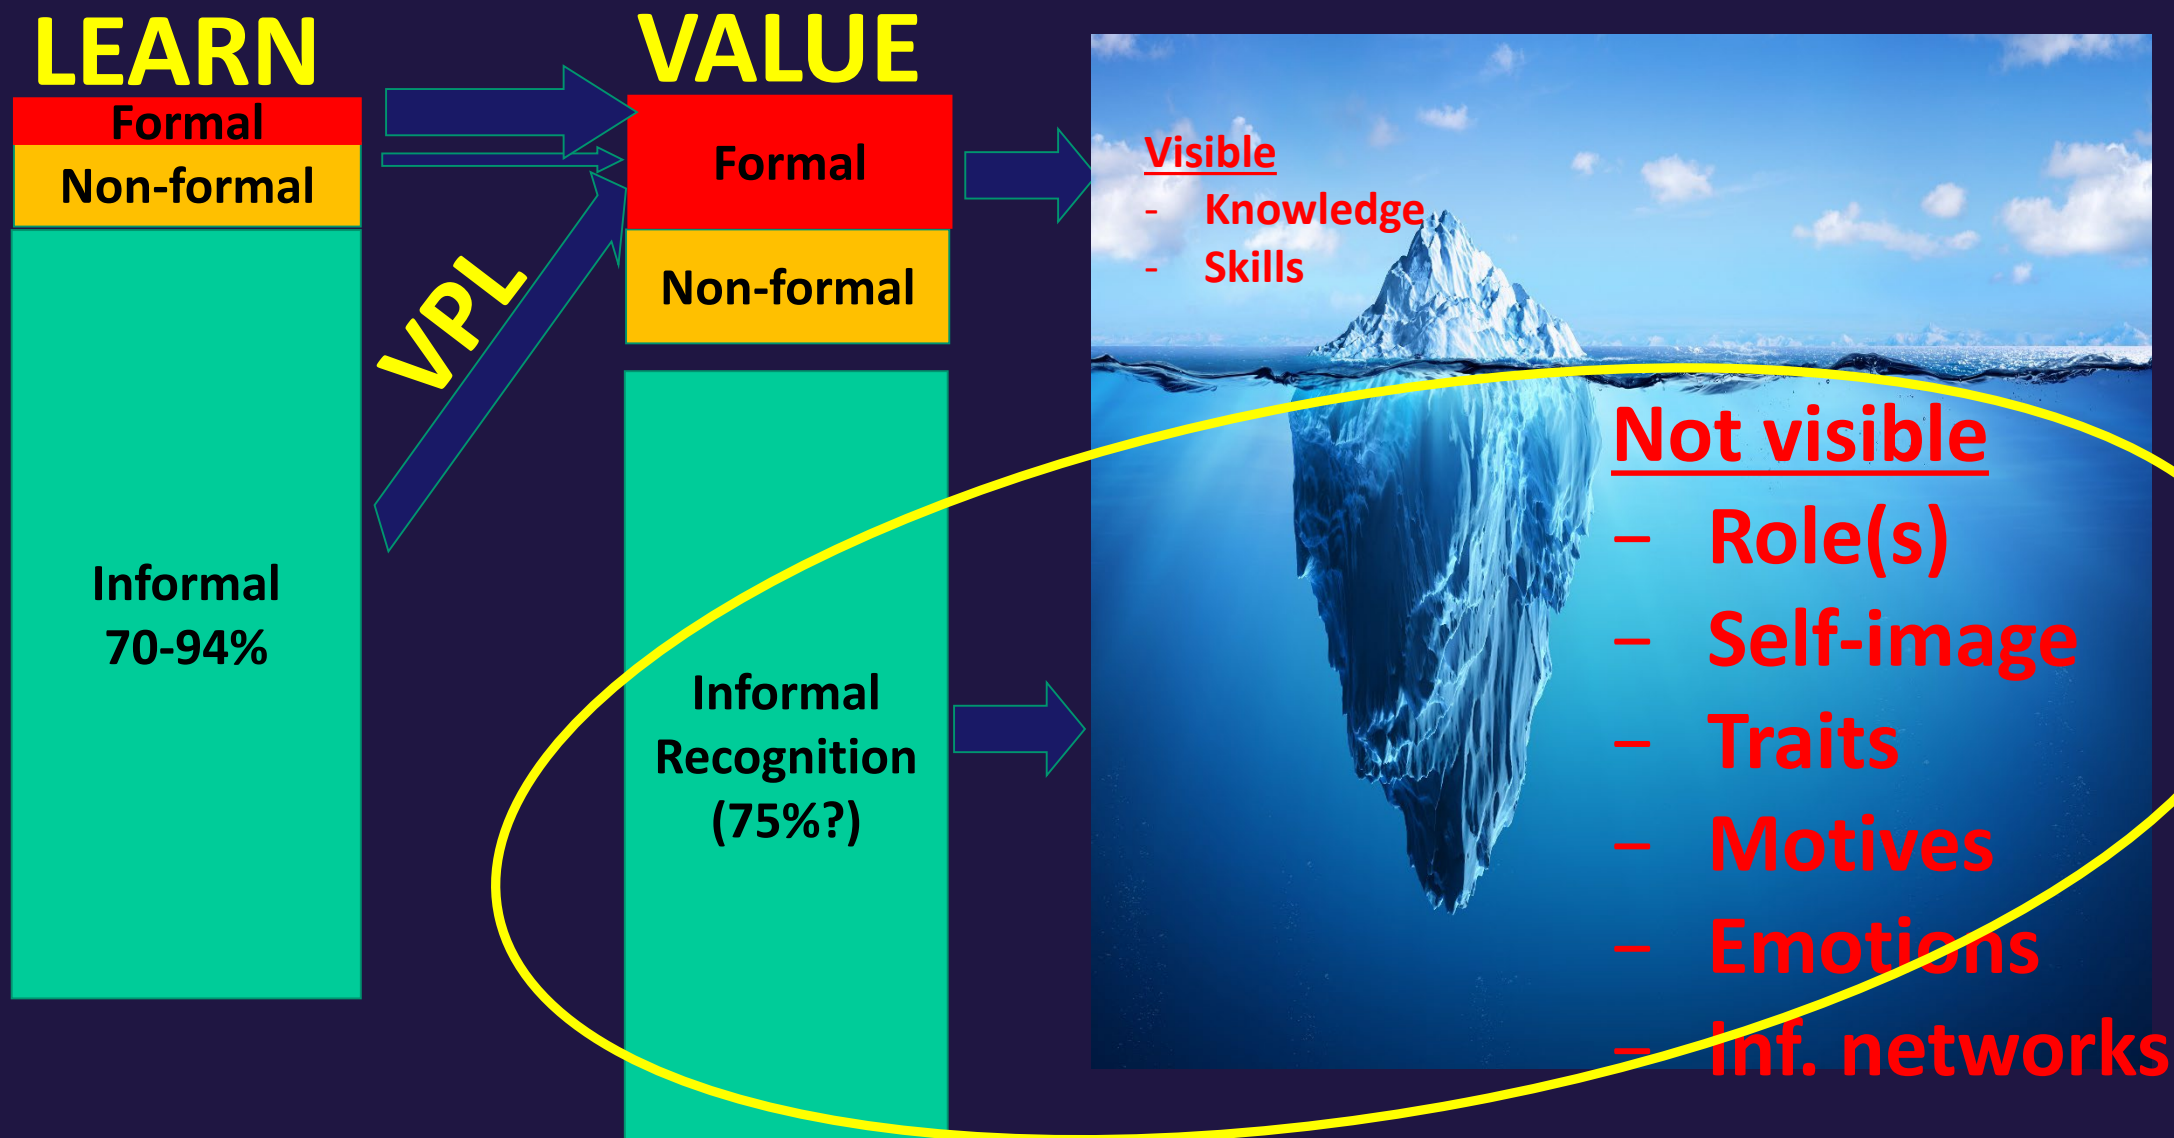 LEARN
Formal
Non-formal
Informal
70-94%
VPL
VALUE
Formal
Non-formal
Informal
Recognition
(75%?)
Visible
- Knowledge
- Skills
Not visible
– Role(s)
– Self-image
– Traits
– Motives
– Emotions
– Inf. networks